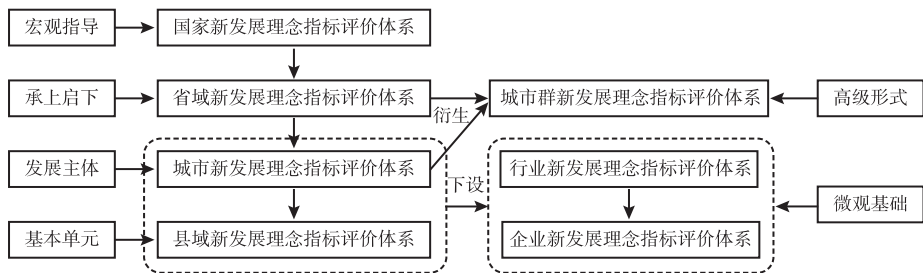 宏观指导
国家新发展理念指标评价体系
承上启下
省域新发展理念指标评价体系
衍生
城市群新发展理念指标评价体系
高级形式
发展主体
城市新发展理念指标评价体系
下设
行业新发展理念指标评价体系
微观基础
基本单元
县域新发展理念指标评价体系
企业新发展理念指标评价体系